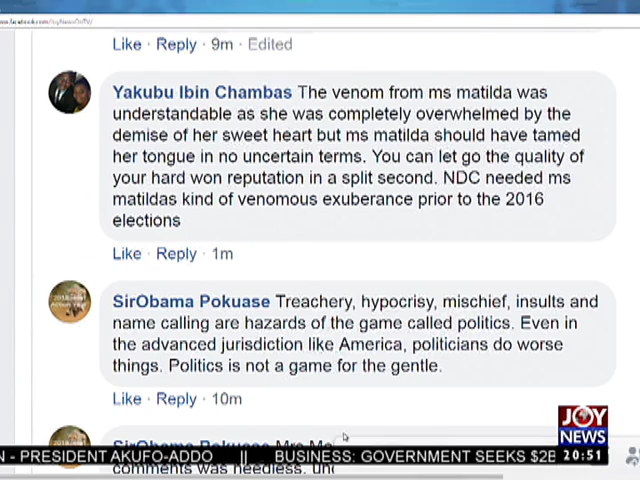 Like · Reply · 9m · Edited
Yakubu Ibin Chambas The venom from ms matilda was
understandable as she was completely overwhelmed by the
demise of her sweet heart but ms matilda should have tamed
her tongue in no uncertain terms. You can let go the quality of
your hard won reputation in a split second. NDC needed ms
matildas kind of venomous exuberance prior to the 2016
elections
Like · Reply · 1m
SirObama Pokuase Treachery, hypocrisy, mischief, insults and
name calling are hazards of the game called politics. Even in
the advanced jurisdiction like America, politicians do worse
things. Politics is not a game for the gentle.
Like · Reply · 10m
SirObama Pokuase Mrs Ma
comments was needless. un
JOY
NEWS
20:51
N - PRESIDENT AKUFO-ADDO || BUSINESS: GOVERNMENT SEEKS $2B